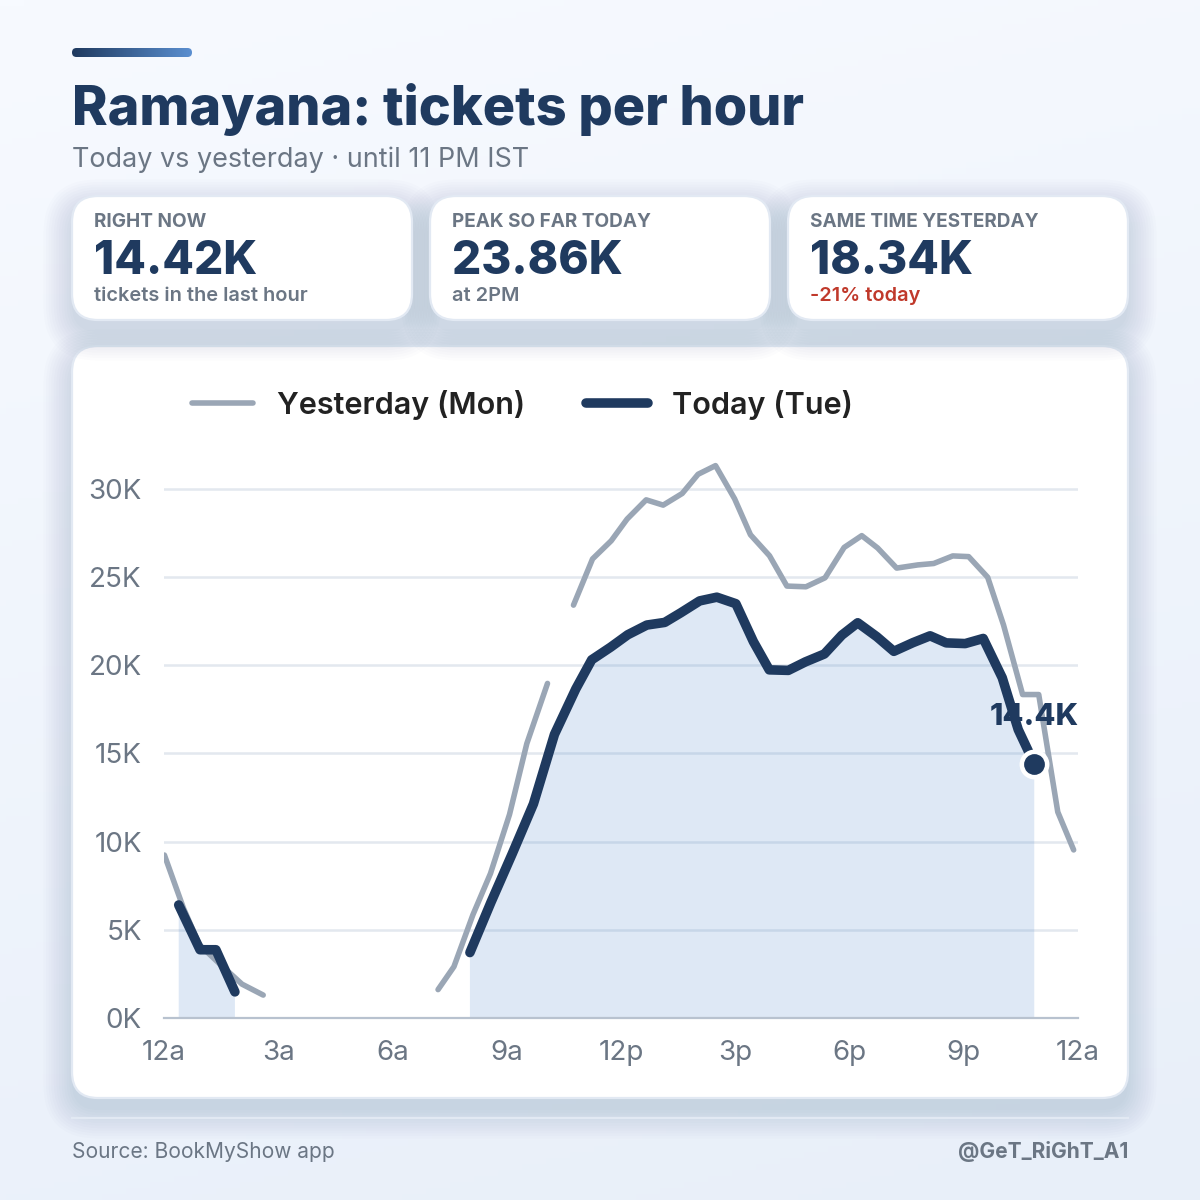 Ramayana: tickets per hour
Today vs yesterday · until 11 PM IST
RIGHT NOW
14.42K
tickets in the last hour
PEAK SO FAR TODAY
23.86K
at 2PM
SAME TIME YESTERDAY
18.34K
-21% today
Yesterday (Mon)
Today (Tue)
30K
25K
20K
15K
10K
5K
0K
14.4K
12a 3a 6a 9a 12p 3p 6p 9p 12a
Source: BookMyShow app
@GeT_RiGhT_A1